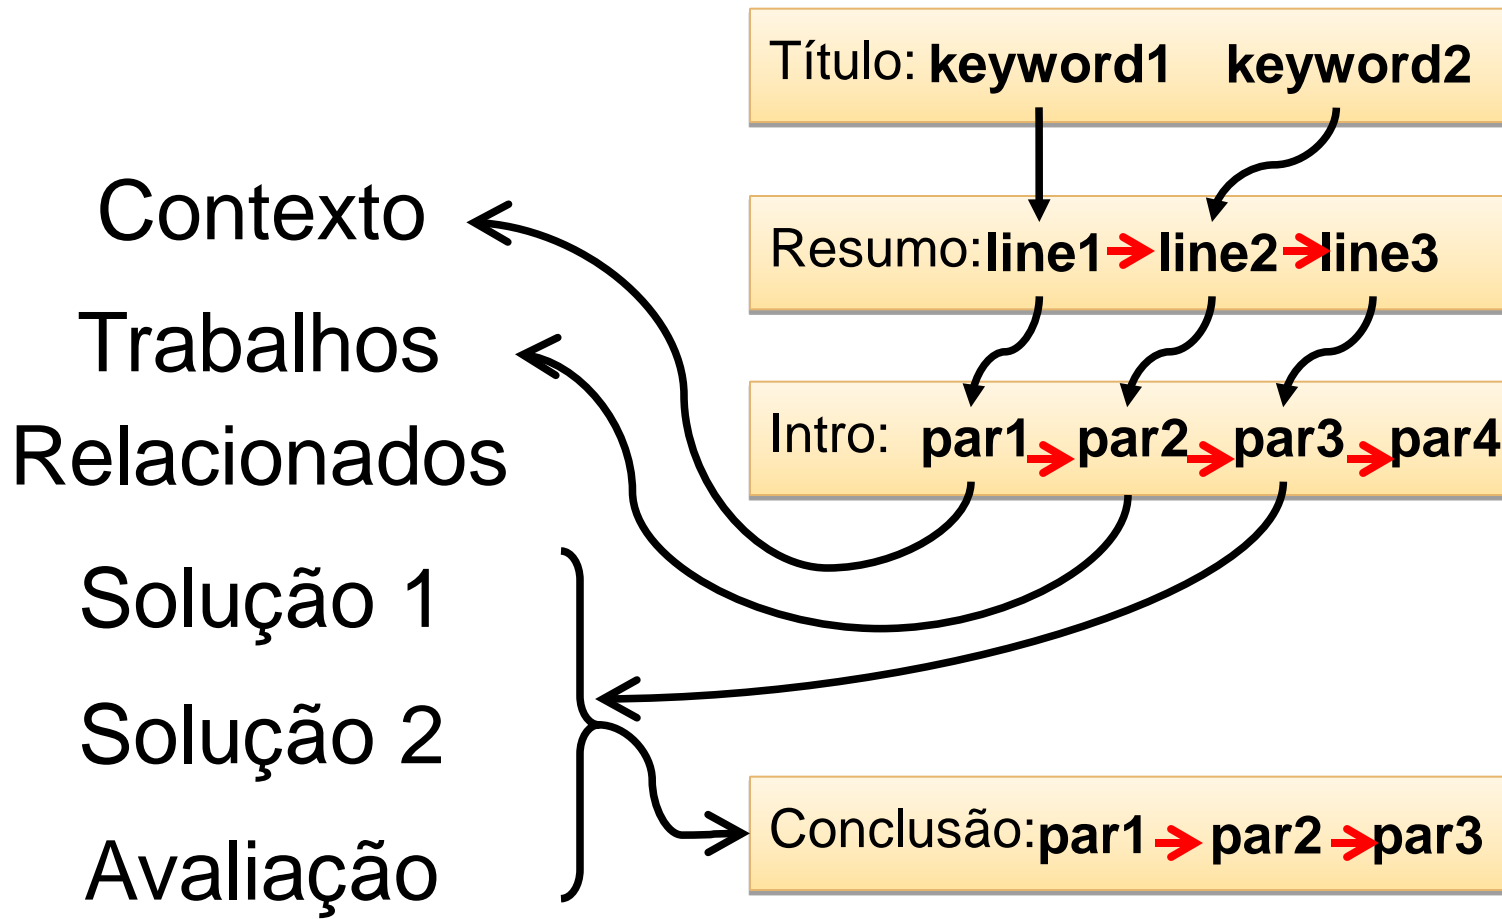 Título: keyword1 keyword2
Contexto
Resumo: line1 line2 line3
Trabalhos
Relacionados
Intro: par1 par2 par3 par4
Solução 1
Solução 2
Avaliação
Conclusão: par1 par2 par3